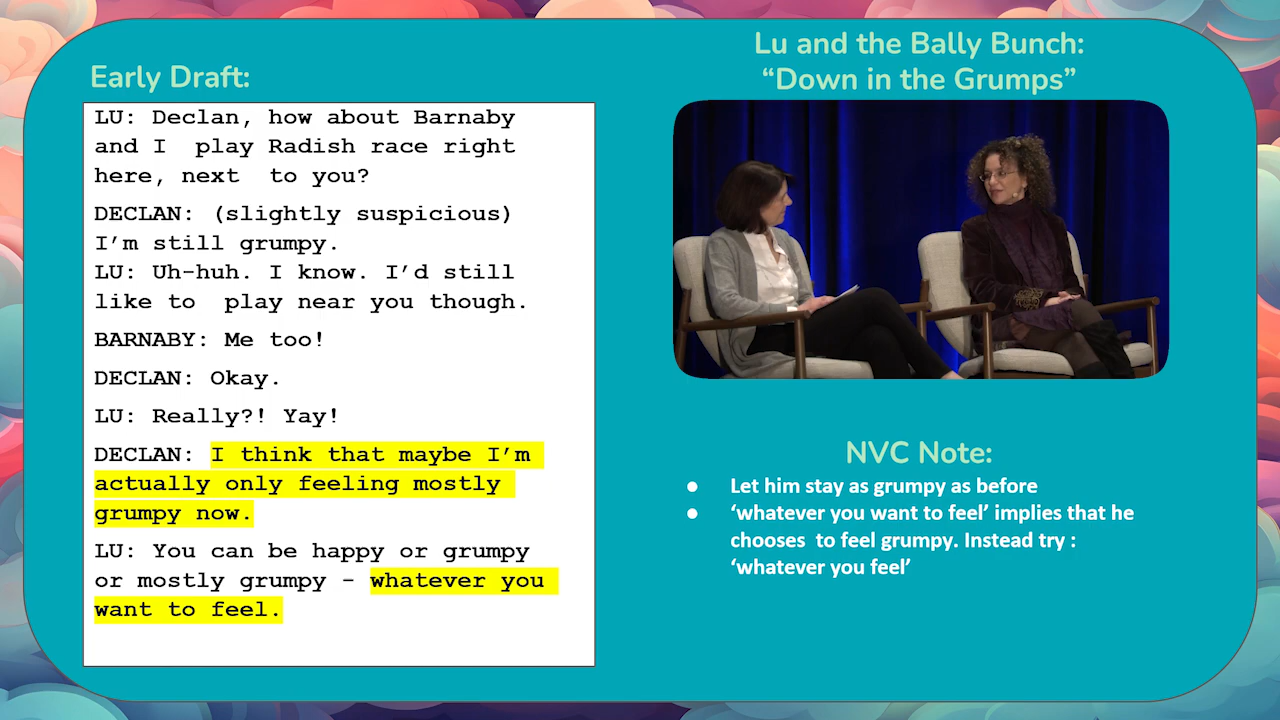 Early Draft:
LU: Declan, how about Barnaby
and I  play Radish race right
here, next  to you?
DECLAN: (slightly suspicious)
I’m still grumpy.
LU: Uh-huh. I know. I’d still
like to  play near you though.
BARNABY: Me too!
DECLAN: Okay.
LU: Really?! Yay!
DECLAN: I think that maybe I’m
actually only feeling mostly
grumpy now.
LU: You can be happy or grumpy
or mostly grumpy - whatever you
want to feel.
Lu and the Bally Bunch:
“Down in the Grumps”
NVC Note:
● Let him stay as grumpy as before
● ‘whatever you want to feel’ implies that he
chooses  to feel grumpy. Instead try :
‘whatever you feel’